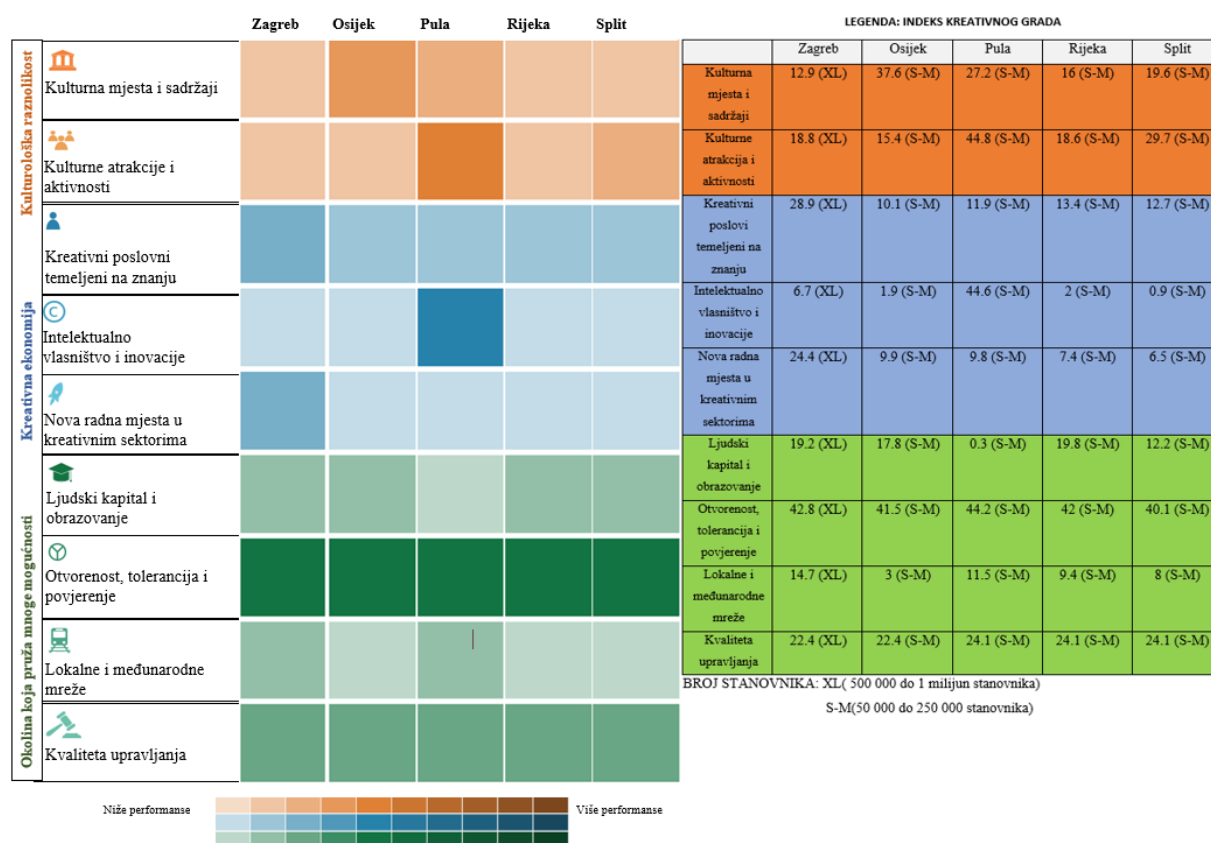 Zagreb Osijek Pula Rijeka Split
Kulturološka raznolikost
Kulturna mjesta i sadržaji
Kulturne atrakcije i
aktivnosti
Kreativna ekonomija
Kreativni poslovni
temeljeni na znanju
Intelektualno
vlasništvo i inovacije
Nova radna mjesta u
kreativnim sektorima
Okolina koja pruža mnoge mogućnosti
Ljudski kapital i
obrazovanje
Otvorenost, tolerancija i
povjerenje
Lokalne i međunarodne
mreže
Kvaliteta upravljanja
Niže performanse Više performanse
LEGENDA: INDEKS KREATIVNOG GRADA
Zagreb Osijek Pula Rijeka Split
Kulturna 12.9 (XL) 37.6 (S-M) 27.2 (S-M) 16 (S-M) 19.6 (S-M)
mjesta i
sadržaji
Kulturne 18.8 (XL) 15.4 (S-M) 44.8 (S-M) 18.6 (S-M) 29.7 (S-M)
atrakcija i
aktivnosti
Kreativni 28.9 (XL) 10.1 (S-M) 11.9 (S-M) 13.4 (S-M) 12.7 (S-M)
poslovi
temeljeni na
znanju
Intelektualno 6.7 (XL) 1.9 (S-M) 44.6 (S-M) 2 (S-M) 0.9 (S-M)
vlasništvo i
inovacije
Nova radna 24.4 (XL) 9.9 (S-M) 9.8 (S-M) 7.4 (S-M) 6.5 (S-M)
mjesta u
kreativnim
sektorima
Ljudski 19.2 (XL) 17.8 (S-M) 0.3 (S-M) 19.8 (S-M) 12.2 (S-M)
kapital i
obrazovanje
Otvorenost, 42.8 (XL) 41.5 (S-M) 44.2 (S-M) 42 (S-M) 40.1 (S-M)
tolerancija i
povjerenje
Lokalne i 14.7 (XL) 3 (S-M) 11.5 (S-M) 9.4 (S-M) 8 (S-M)
međunarodne
mreže
Kvaliteta 22.4 (XL) 22.4 (S-M) 24.1 (S-M) 24.1 (S-M) 24.1 (S-M)
upravljanja
BROJ STANOVNIKA: XL( 500 000 do 1 milijun stanovnika)
S-M(50 000 do 250 000 stanovnika)